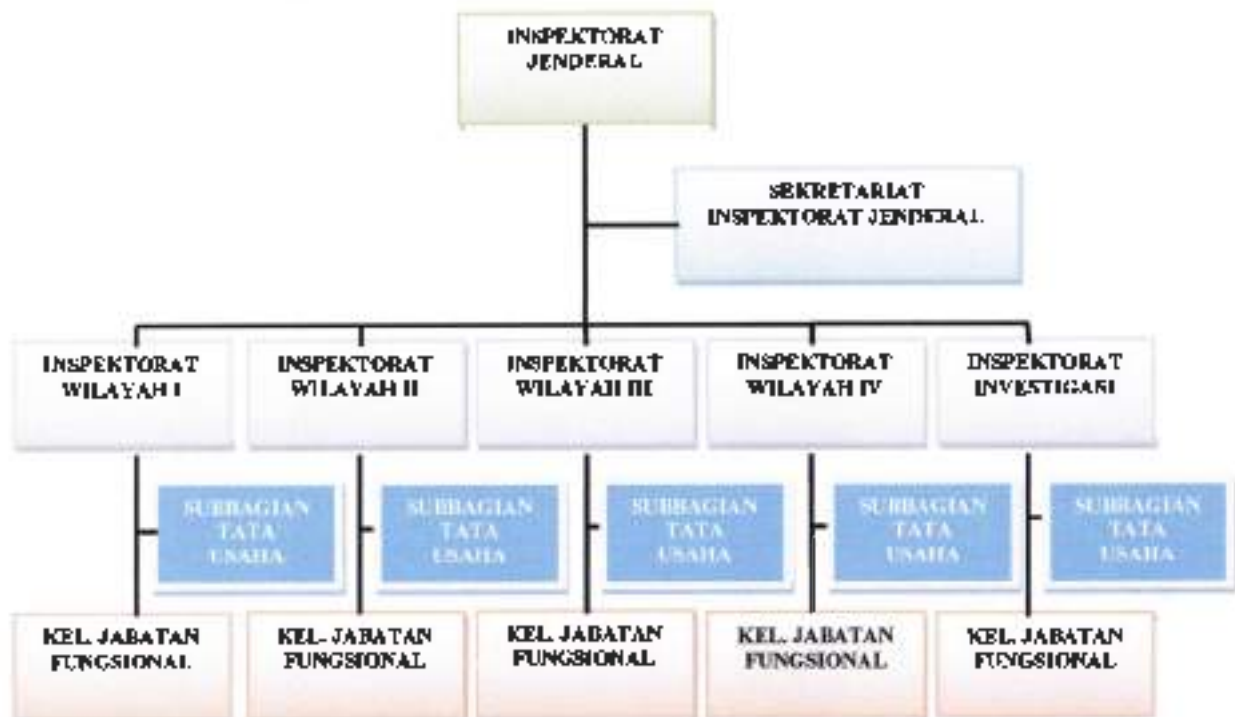 INSPEKTORAT
JENDERAL
SEKRETARIAT
INSPEKTORAT JENDERAL
INSPEKTORAT
WILAYAH I
INSPEKTORAT
WILAYAH II
INSPEKTORAT
WILAYAH III
INSPEKTORAT
WILAYAH IV
INSPEKTORAT
INVESTIGASI
SUBBAGIAN
TATA
USAHA
SUBBAGIAN
TATA
USAHA
SUBBAGIAN
TATA
USAHA
SUBBAGIAN
TATA
USAHA
SUBBAGIAN
TATA
USAHA
KEL. JABATAN
FUNGSIONAL
KEL. JABATAN
FUNGSIONAL
KEL. JABATAN
FUNGSIONAL
KEL. JABATAN
FUNGSIONAL
KEL. JABATAN
FUNGSIONAL